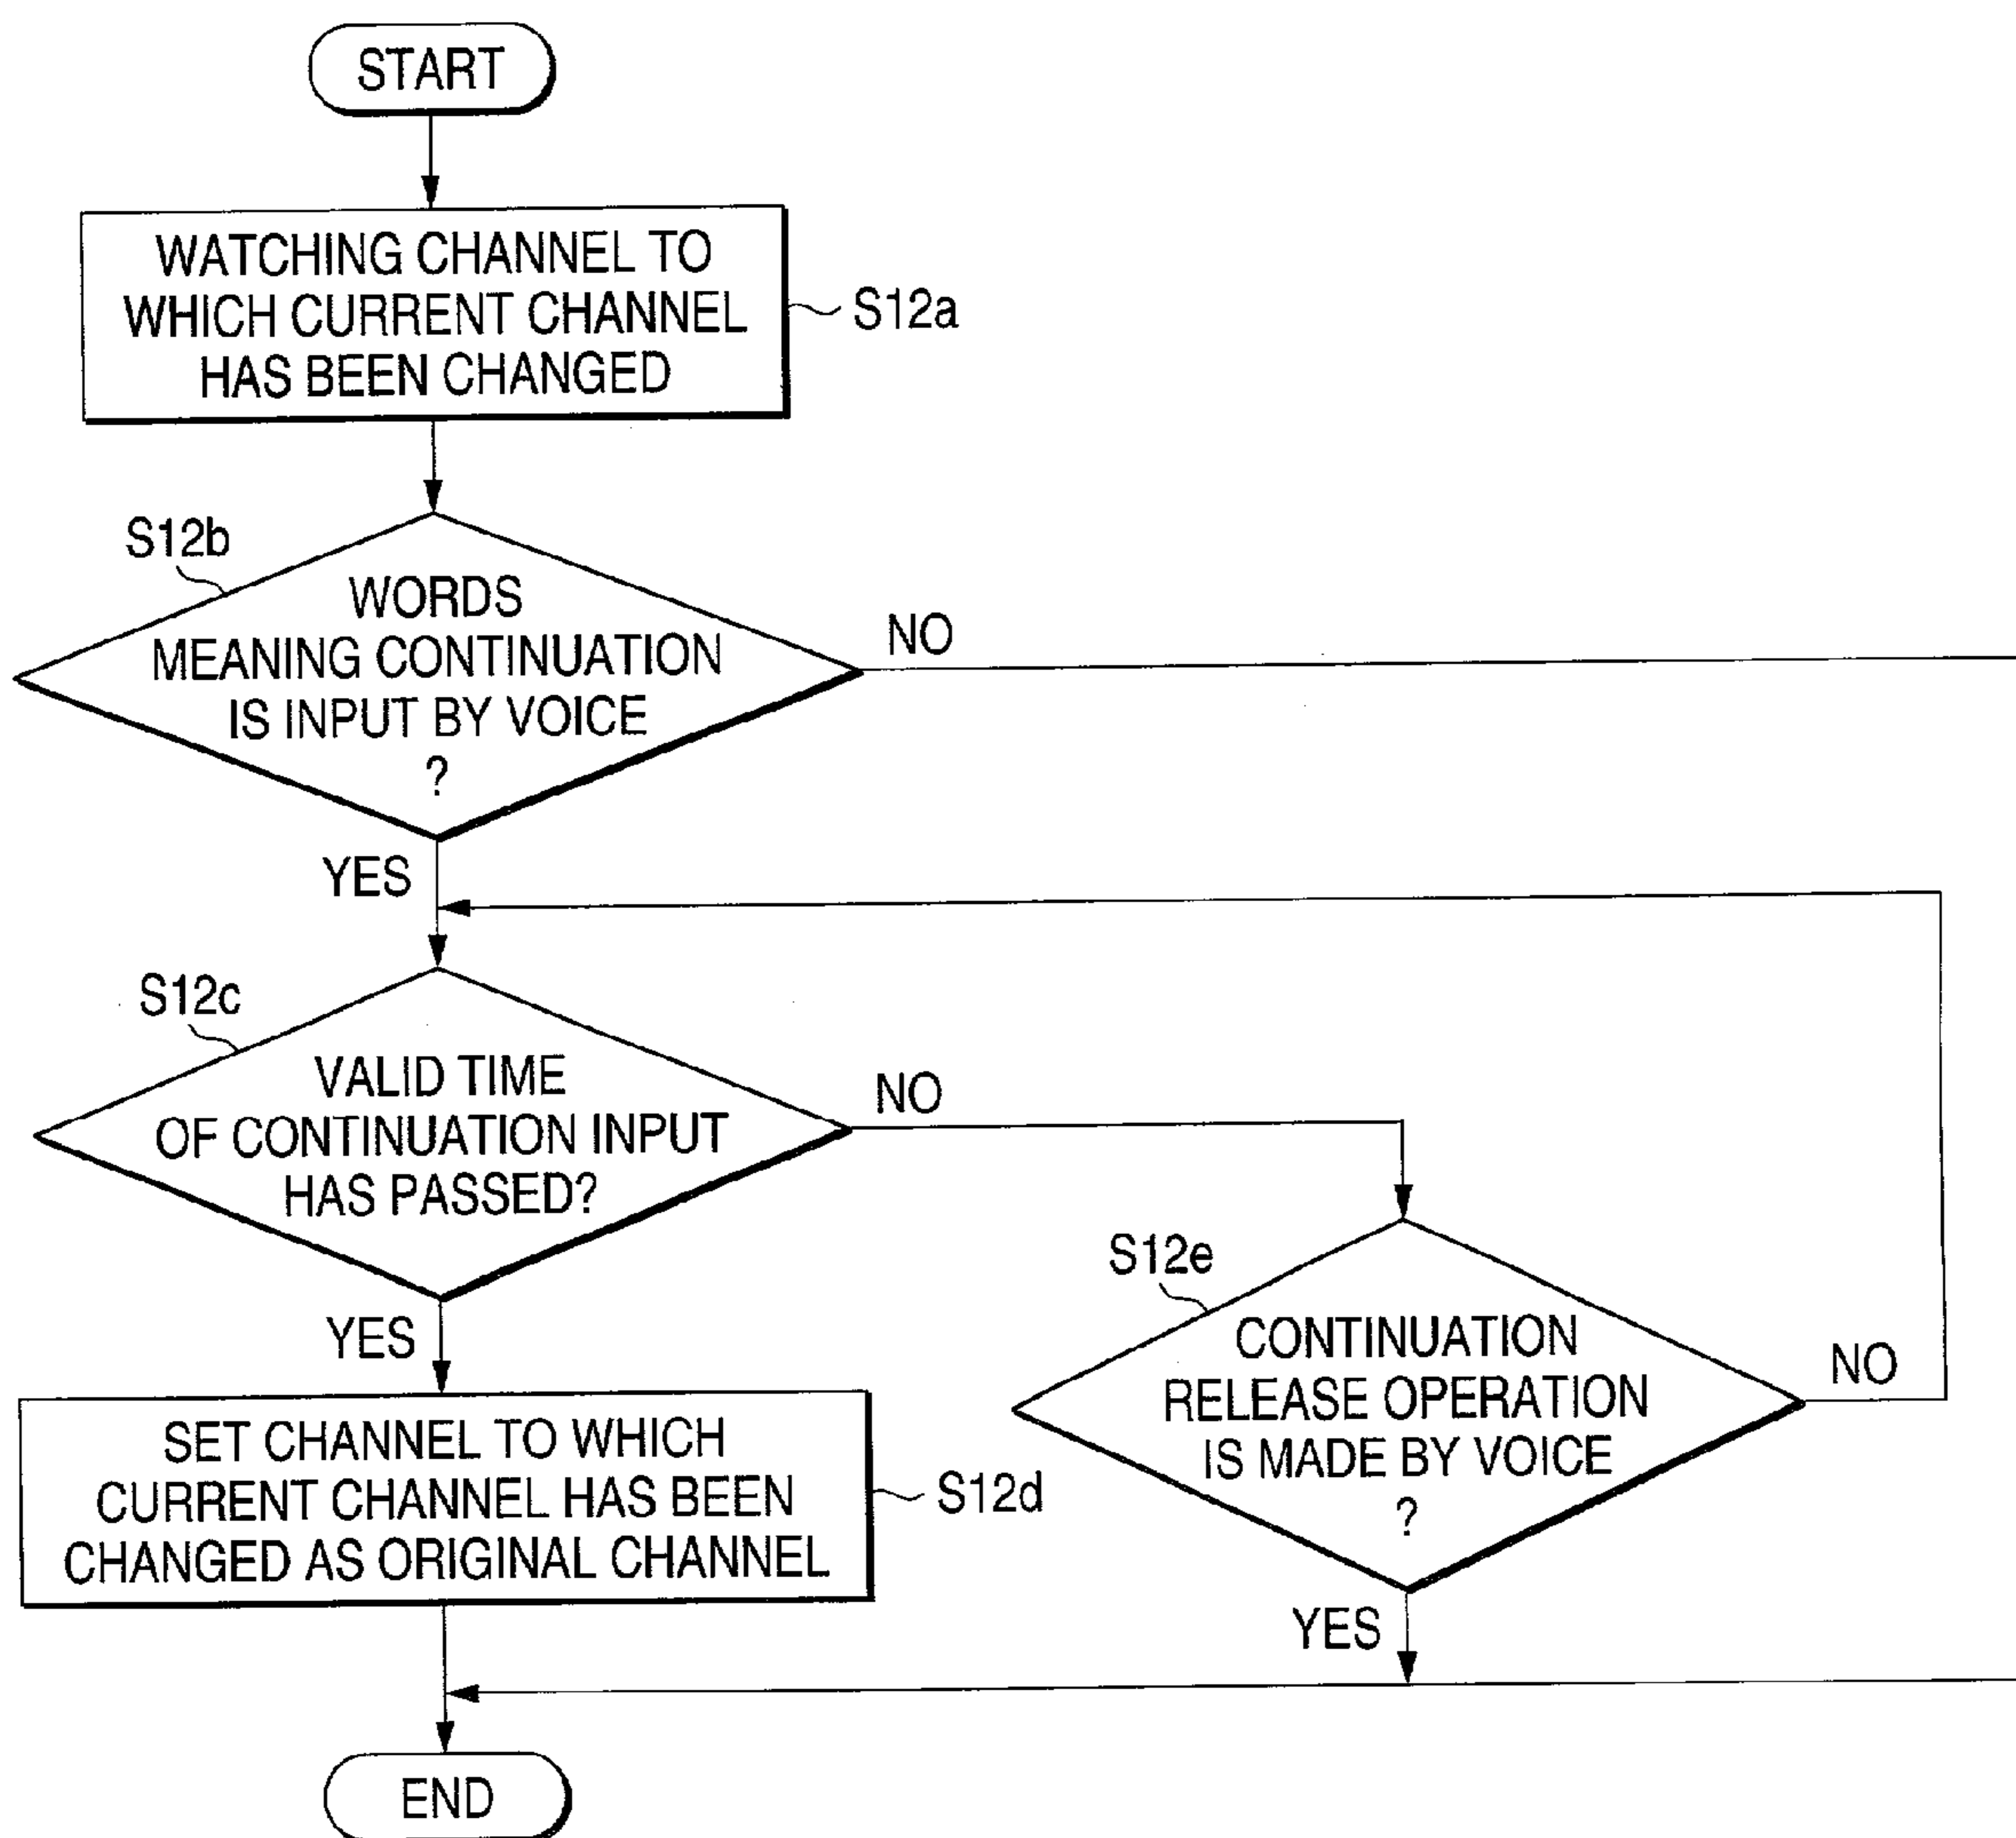 START
WATCHING CHANNEL TO
WHICH CURRENT CHANNEL
HAS BEEN CHANGED
S12a
S12b
WORDS
MEANING CONTINUATION
IS INPUT BY VOICE
?
NO
YES
S12c
VALID TIME
OF CONTINUATION INPUT
HAS PASSED?
NO
YES
S12e
CONTINUATION
RELEASE OPERATION
IS MADE BY VOICE
?
NO
YES
SET CHANNEL TO WHICH
CURRENT CHANNEL HAS BEEN
CHANGED AS ORIGINAL CHANNEL
S12d
END